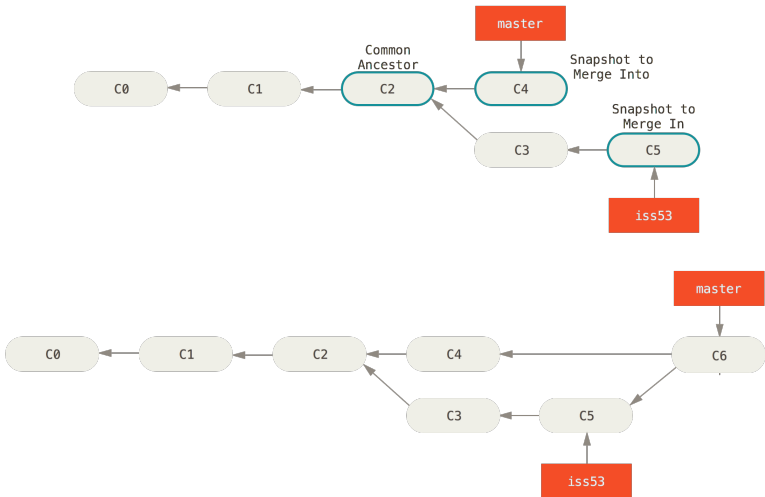 master
Common
Ancestor
Snapshot to
Merge Into
C0
C1
C2
C4
Snapshot to
Merge In
C3
C5
iss53
master
C0
C1
C2
C4
C6
C3
C5
iss53